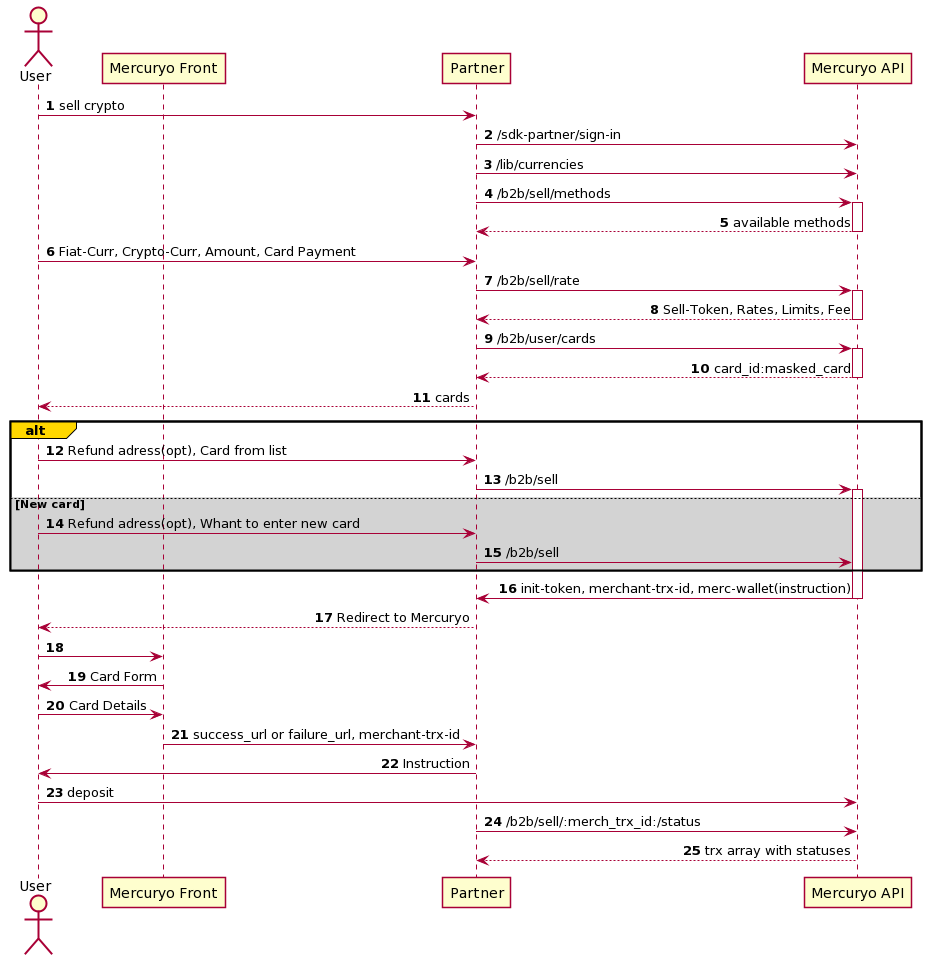 User
Mercuryo Front
Partner
Mercuryo API
1 sell crypto
2 /sdk-partner/sign-in
3 /lib/currencies
4 /b2b/sell/methods
5 available methods
6 Fiat-Curr, Crypto-Curr, Amount, Card Payment
7 /b2b/sell/rate
8 Sell-Token, Rates, Limits, Fee
9 /b2b/user/cards
10 card_id:masked_card
11 cards
alt
12 Refund adress(opt), Card from list
13 /b2b/sell
[New card]
14 Refund adress(opt), Whant to enter new card
15 /b2b/sell
16 init-token, merchant-trx-id, merc-wallet(instruction)
17 Redirect to Mercuryo
18
19 Card Form
20 Card Details
21 success_url or failure_url, merchant-trx-id
22 Instruction
23 deposit
24 /b2b/sell/:merch_trx_id:/status
25 trx array with statuses
User
Mercuryo Front
Partner
Mercuryo API